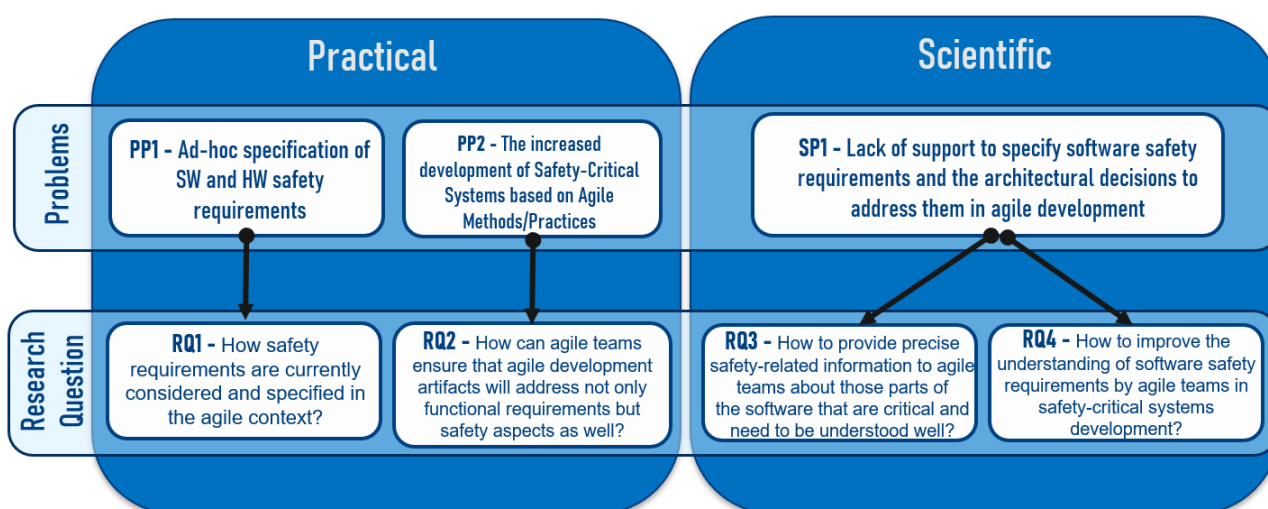 Practical
Scientific
Problems
PP1 - Ad-hoc specification of
SW and HW safety
requirements
PP2 - The increased
development of Safety-Critical
Systems based on Agile
Methods/Practices
SP1 - Lack of support to specify software safety
requirements and the architectural decisions to
address them in agile development
Research
Question
RQ1 - How safety
requirements are currently
considered and specified in
the agile context?
RQ2 - How can agile teams
ensure that agile development
artifacts will address not only
functional requirements but
safety aspects as well?
RQ3 - How to provide precise
safety-related information to agile
teams about those parts of
the software that are critical and
need to be understood well?
RQ4 - How to improve the
understanding of software safety
requirements by agile teams in
safety-critical systems
development?